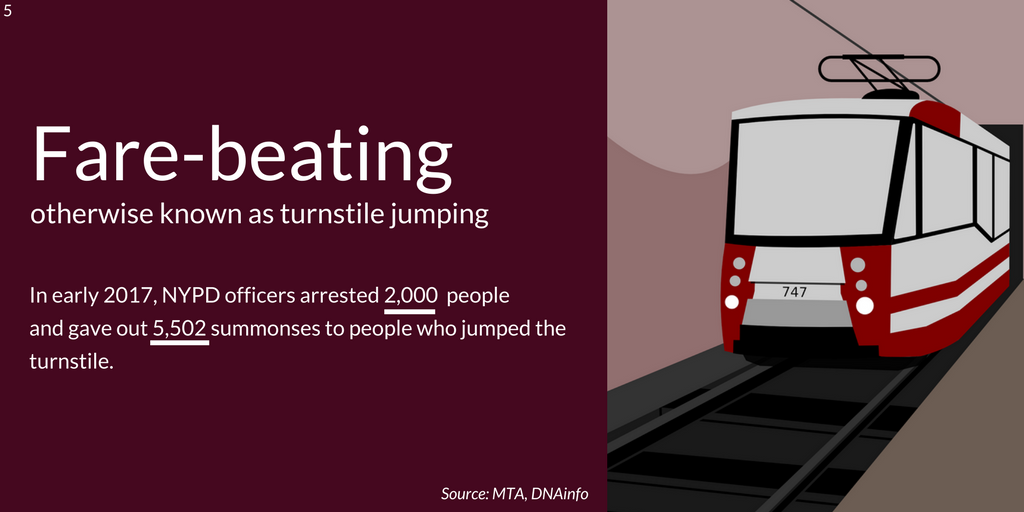 5
Fare-beating
otherwise known as turnstile jumping
In early 2017, NYPD officers arrested 2,000 people
and gave out 5,502 summonses to people who jumped the
turnstile.
747
Source: MTA, DNAinfo